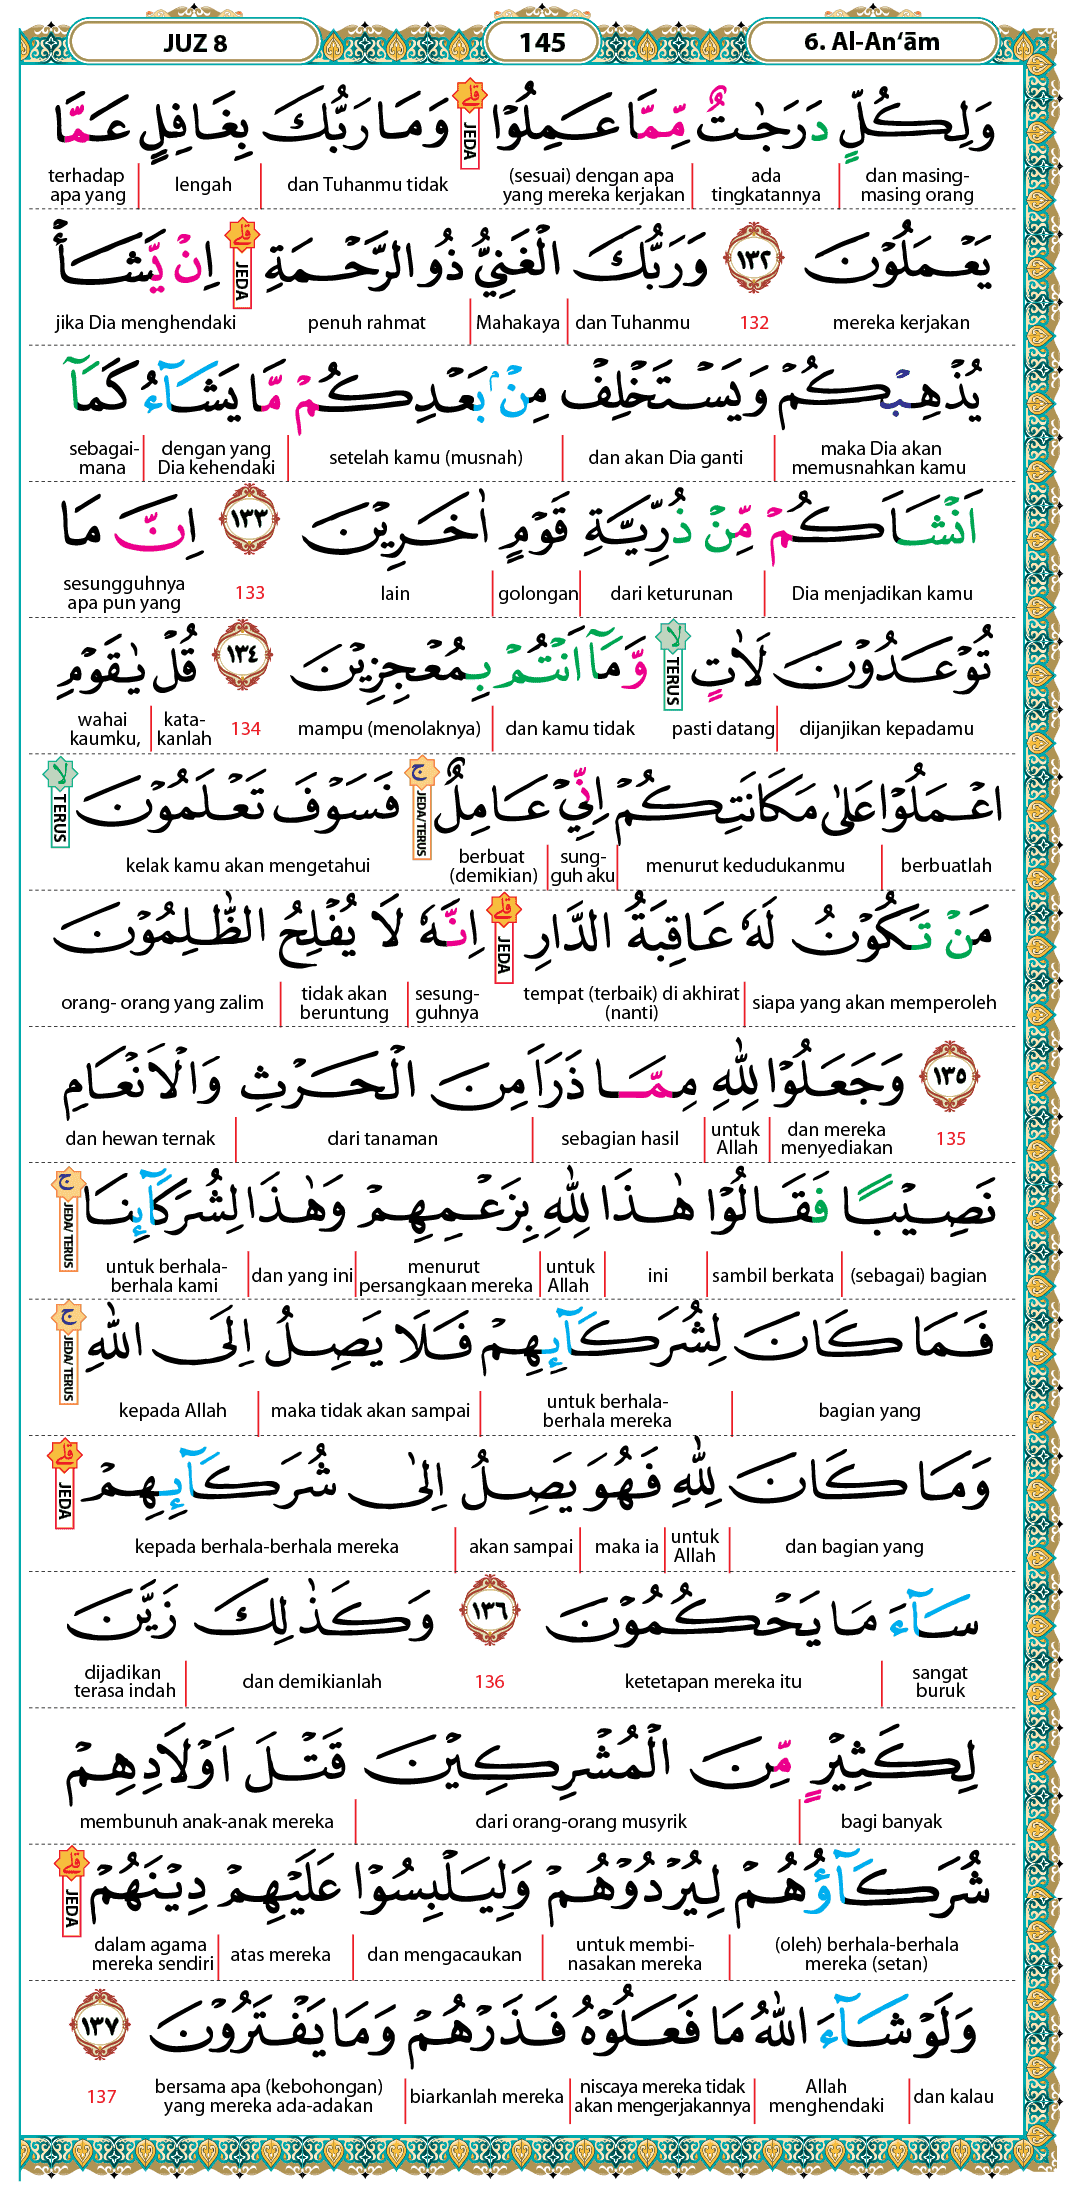 JUZ 8 145 6. Al-An‘ām
وَلِكُلٍّ دَرَجٰتٌ مِّمَّا عَمِلُوْاۗ وَمَا رَبُّكَ بِغَافِلٍ عَمَّا
JEDA
dan masing-masing orang | ada tingkatannya | (sesuai) dengan apa yang mereka kerjakan | dan Tuhanmu tidak | lengah | terhadap apa yang
يَعْمَلُوْنَ ١٣٢ وَرَبُّكَ الْغَنِيُّ ذُو الرَّحْمَةِۗ اِنْ يَّشَأْ
JEDA
mereka kerjakan 132 dan Tuhanmu | Mahakaya | penuh rahmat jika Dia menghendaki
يُذْهِبْكُمْ وَيَسْتَخْلِفْ مِنْۢ بَعْدِكُمْ مَّا يَشَاۤءُ كَمَآ
maka Dia akan memusnahkan kamu | dan akan Dia ganti | setelah kamu (musnah) | dengan yang Dia kehendaki | sebagai-mana
اَنْشَاَكُمْ مِّنْ ذُرِّيَّةِ قَوْمٍ اٰخَرِيْنَ ١٣٣ اِنَّ مَا
Dia menjadikan kamu | dari keturunan | golongan | lain 133 sesungguhnya apa pun yang
تُوْعَدُوْنَ لَاٰتٍۙ وَّمَآ اَنْتُمْ بِمُعْجِزِيْنَ ١٣٤ قُلْ يٰقَوْمِ
TERUS
dijanjikan kepadamu | pasti datang dan kamu tidak | mampu (menolaknya) 134 kata-kanlah | wahai kaumku,
اعْمَلُوْا عَلٰى مَكَانَتِكُمْ اِنِّيْ عَامِلٌۚ فَسَوْفَ تَعْلَمُوْنَۙ
JEDA/TERUS TERUS
berbuatlah | menurut kedudukanmu | sung-guh aku | berbuat (demikian) kelak kamu akan mengetahui
مَنْ تَكُوْنُ لَهٗ عَاقِبَةُ الدَّارِۗ اِنَّهٗ لَا يُفْلِحُ الظّٰلِمُوْنَ
JEDA
siapa yang akan memperoleh | tempat (terbaik) di akhirat (nanti) sesung-guhnya | tidak akan beruntung | orang- orang yang zalim
١٣٥ وَجَعَلُوْا لِلّٰهِ مِمَّا ذَرَاَ مِنَ الْحَرْثِ وَالْاَنْعَامِ
135 dan mereka menyediakan | untuk Allah | sebagian hasil | dari tanaman | dan hewan ternak
نَصِيْبًا فَقَالُوْا هٰذَا لِلّٰهِ بِزَعْمِهِمْ وَهٰذَا لِشُرَكَاۤىِٕنَاۚ
JEDA/ TERUS
(sebagai) bagian | sambil berkata | ini | untuk Allah | menurut persangkaan mereka | dan yang ini | untuk berhala-berhala kami
فَمَا كَانَ لِشُرَكَاۤىِٕهِمْ فَلَا يَصِلُ اِلَى اللّٰهِۚ
JEDA/ TERUS
bagian yang | untuk berhala-berhala mereka | maka tidak akan sampai | kepada Allah
وَمَا كَانَ لِلّٰهِ فَهُوَ يَصِلُ اِلٰى شُرَكَاۤىِٕهِمْۗ
JEDA
dan bagian yang | untuk Allah | maka ia | akan sampai | kepada berhala-berhala mereka
سَاۤءَ مَا يَحْكُمُوْنَ ١٣٦ وَكَذٰلِكَ زَيَّنَ
sangat buruk | ketetapan mereka itu 136 dan demikianlah | dijadikan terasa indah
لِكَثِيْرٍ مِّنَ الْمُشْرِكِيْنَ قَتْلَ اَوْلَادِهِمْ
bagi banyak | dari orang-orang musyrik | membunuh anak-anak mereka
شُرَكَاۤؤُهُمْ لِيُرْدُوْهُمْ وَلِيَلْبِسُوْا عَلَيْهِمْ دِيْنَهُمْۗ
JEDA
(oleh) berhala-berhala mereka (setan) | untuk membi-nasakan mereka | dan mengacaukan | atas mereka | dalam agama mereka sendiri
وَلَوْ شَاۤءَ اللّٰهُ مَا فَعَلُوْهُ فَذَرْهُمْ وَمَا يَفْتَرُوْنَ ١٣٧
dan kalau | Allah menghendaki | niscaya mereka tidak akan mengerjakannya | biarkanlah mereka | bersama apa (kebohongan) yang mereka ada-adakan 137